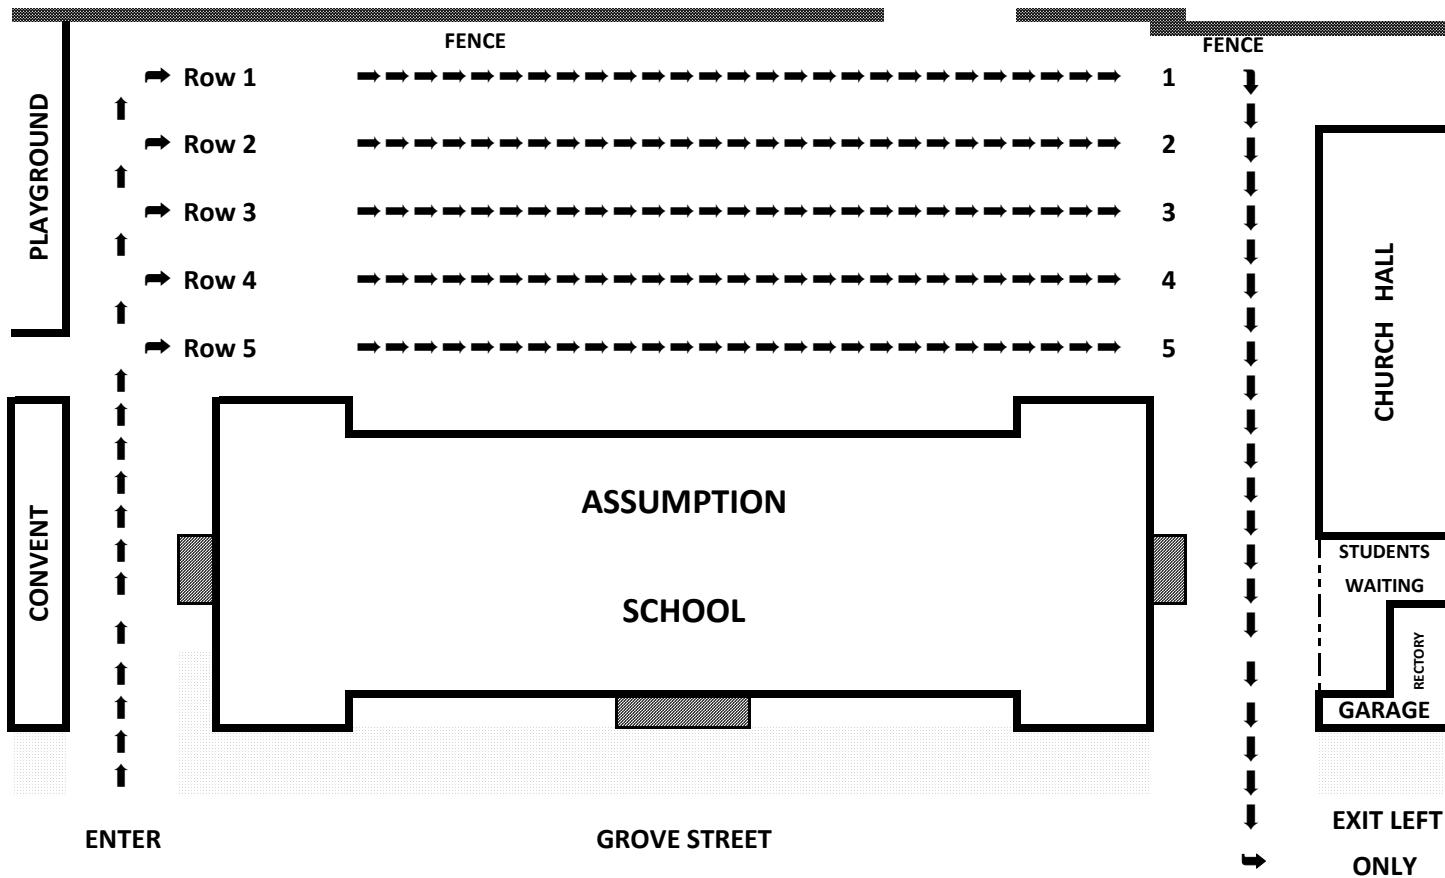 FENCE
FENCE
Row 1
1
Row 2
2
PLAYGROUND
Row 3
3
Row 4
4
CHURCH HALL
Row 5
5
ASSUMPTION
CONVENT
STUDENTS
WAITING
SCHOOL
RECTORY
GARAGE
ENTER
GROVE STREET
EXIT LEFT
ONLY